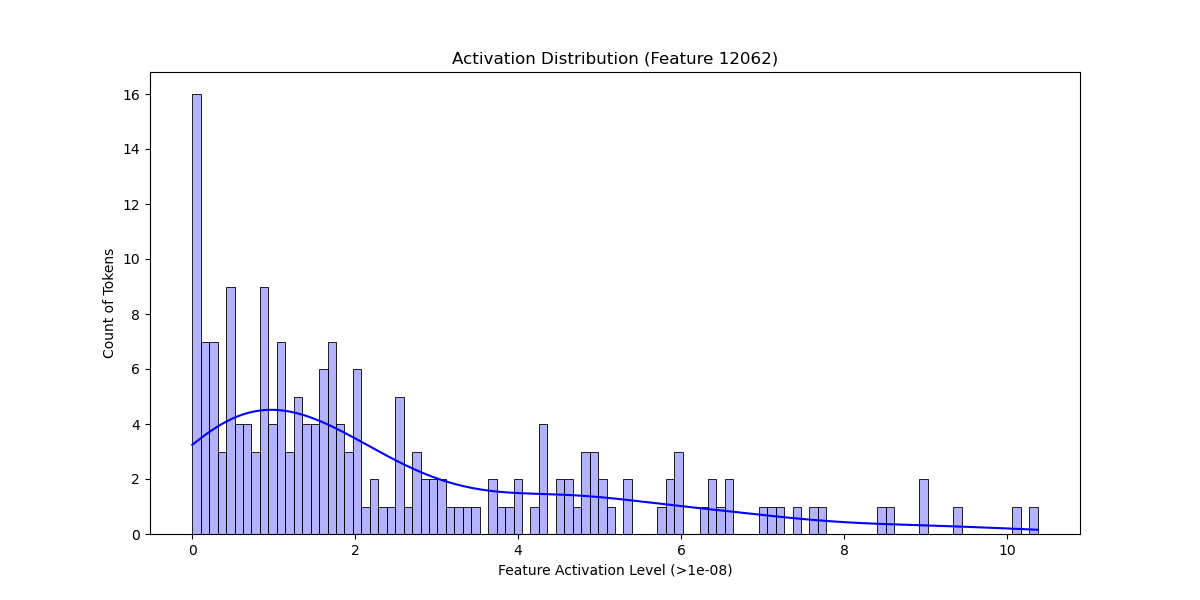 Activation Distribution (Feature 12062)
16
14
12
10
8
6
4
2
0
Count of Tokens
0 2 4 6 8 10
Feature Activation Level (>1e-08)